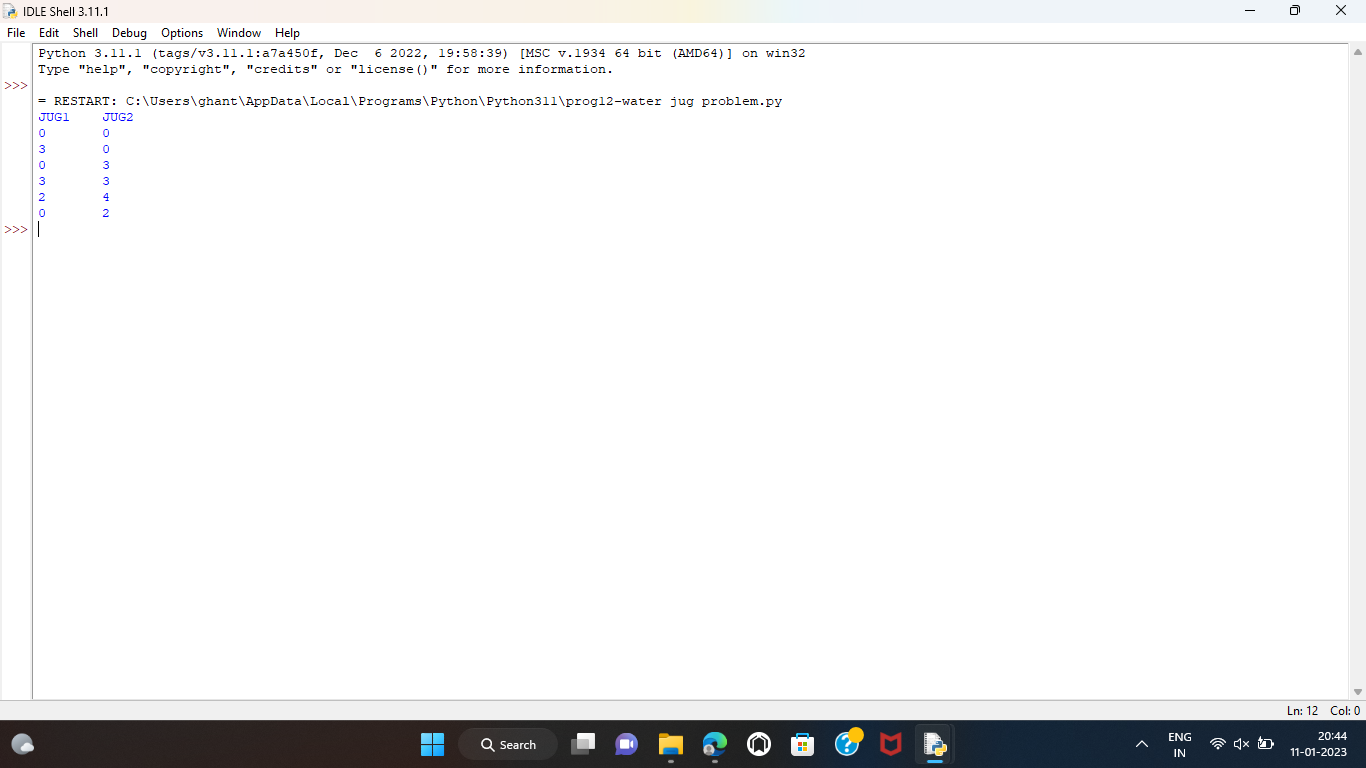 IDLE Shell 3.11.1
File Edit Shell Debug Options Window Help
Python 3.11.1 (tags/v3.11.1:a7a450f, Dec  6 2022, 19:58:39) [MSC v.1934 64 bit (AMD64)] on win32
Type "help", "copyright", "credits" or "license()" for more information.
>>>
= RESTART: C:\Users\ghant\AppData\Local\Programs\Python\Python311\prog12-water jug problem.py
JUG1 JUG2
0 0
3 0
0 3
3 3
2 4
0 2
>>>
Ln: 12 Col: 0
Search
ENG
IN
20:44
11-01-2023